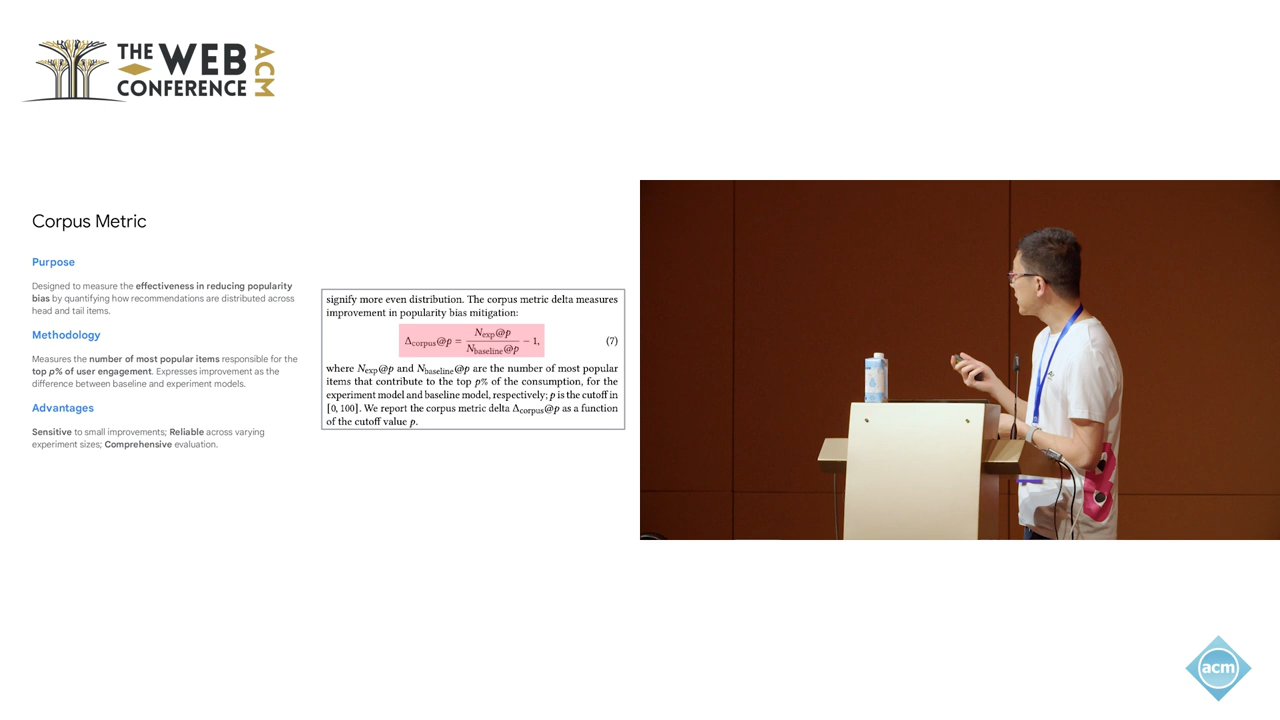 THE WEB
CONFERENCE
ACM
Corpus Metric
Purpose
Designed to measure the effectiveness in reducing popularity
bias by quantifying how recommendations are distributed across
head and tail items.
Methodology
Measures the number of most popular items responsible for the
top p% of user engagement. Expresses improvement as the
difference between baseline and experiment models.
Advantages
Sensitive to small improvements; Reliable across varying
experiment sizes; Comprehensive evaluation.
signify more even distribution. The corpus metric delta measures
improvement in popularity bias mitigation:
Δcorpus@p = Nexp@p / Nbaseline@p − 1, (7)
where Nexp@p and Nbaseline@p are the number of most popular
items that contribute to the top p% of the consumption, for the
experiment model and baseline model, respectively; p is the cutoff in
[0, 100]. We report the corpus metric delta Δcorpus@p as a function
of the cutoff value p.
acm